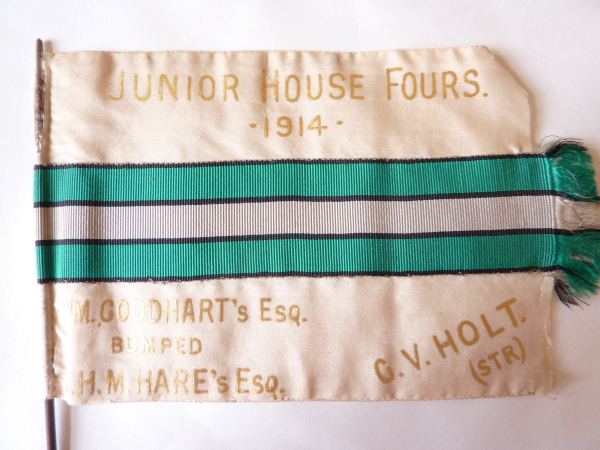 JUNIOR HOUSE FOURS.
-1914-
M. GOODHART's ESQ.
BUMPED
H. M. HARE's ESQ.
G. V. HOLT.
(STR)